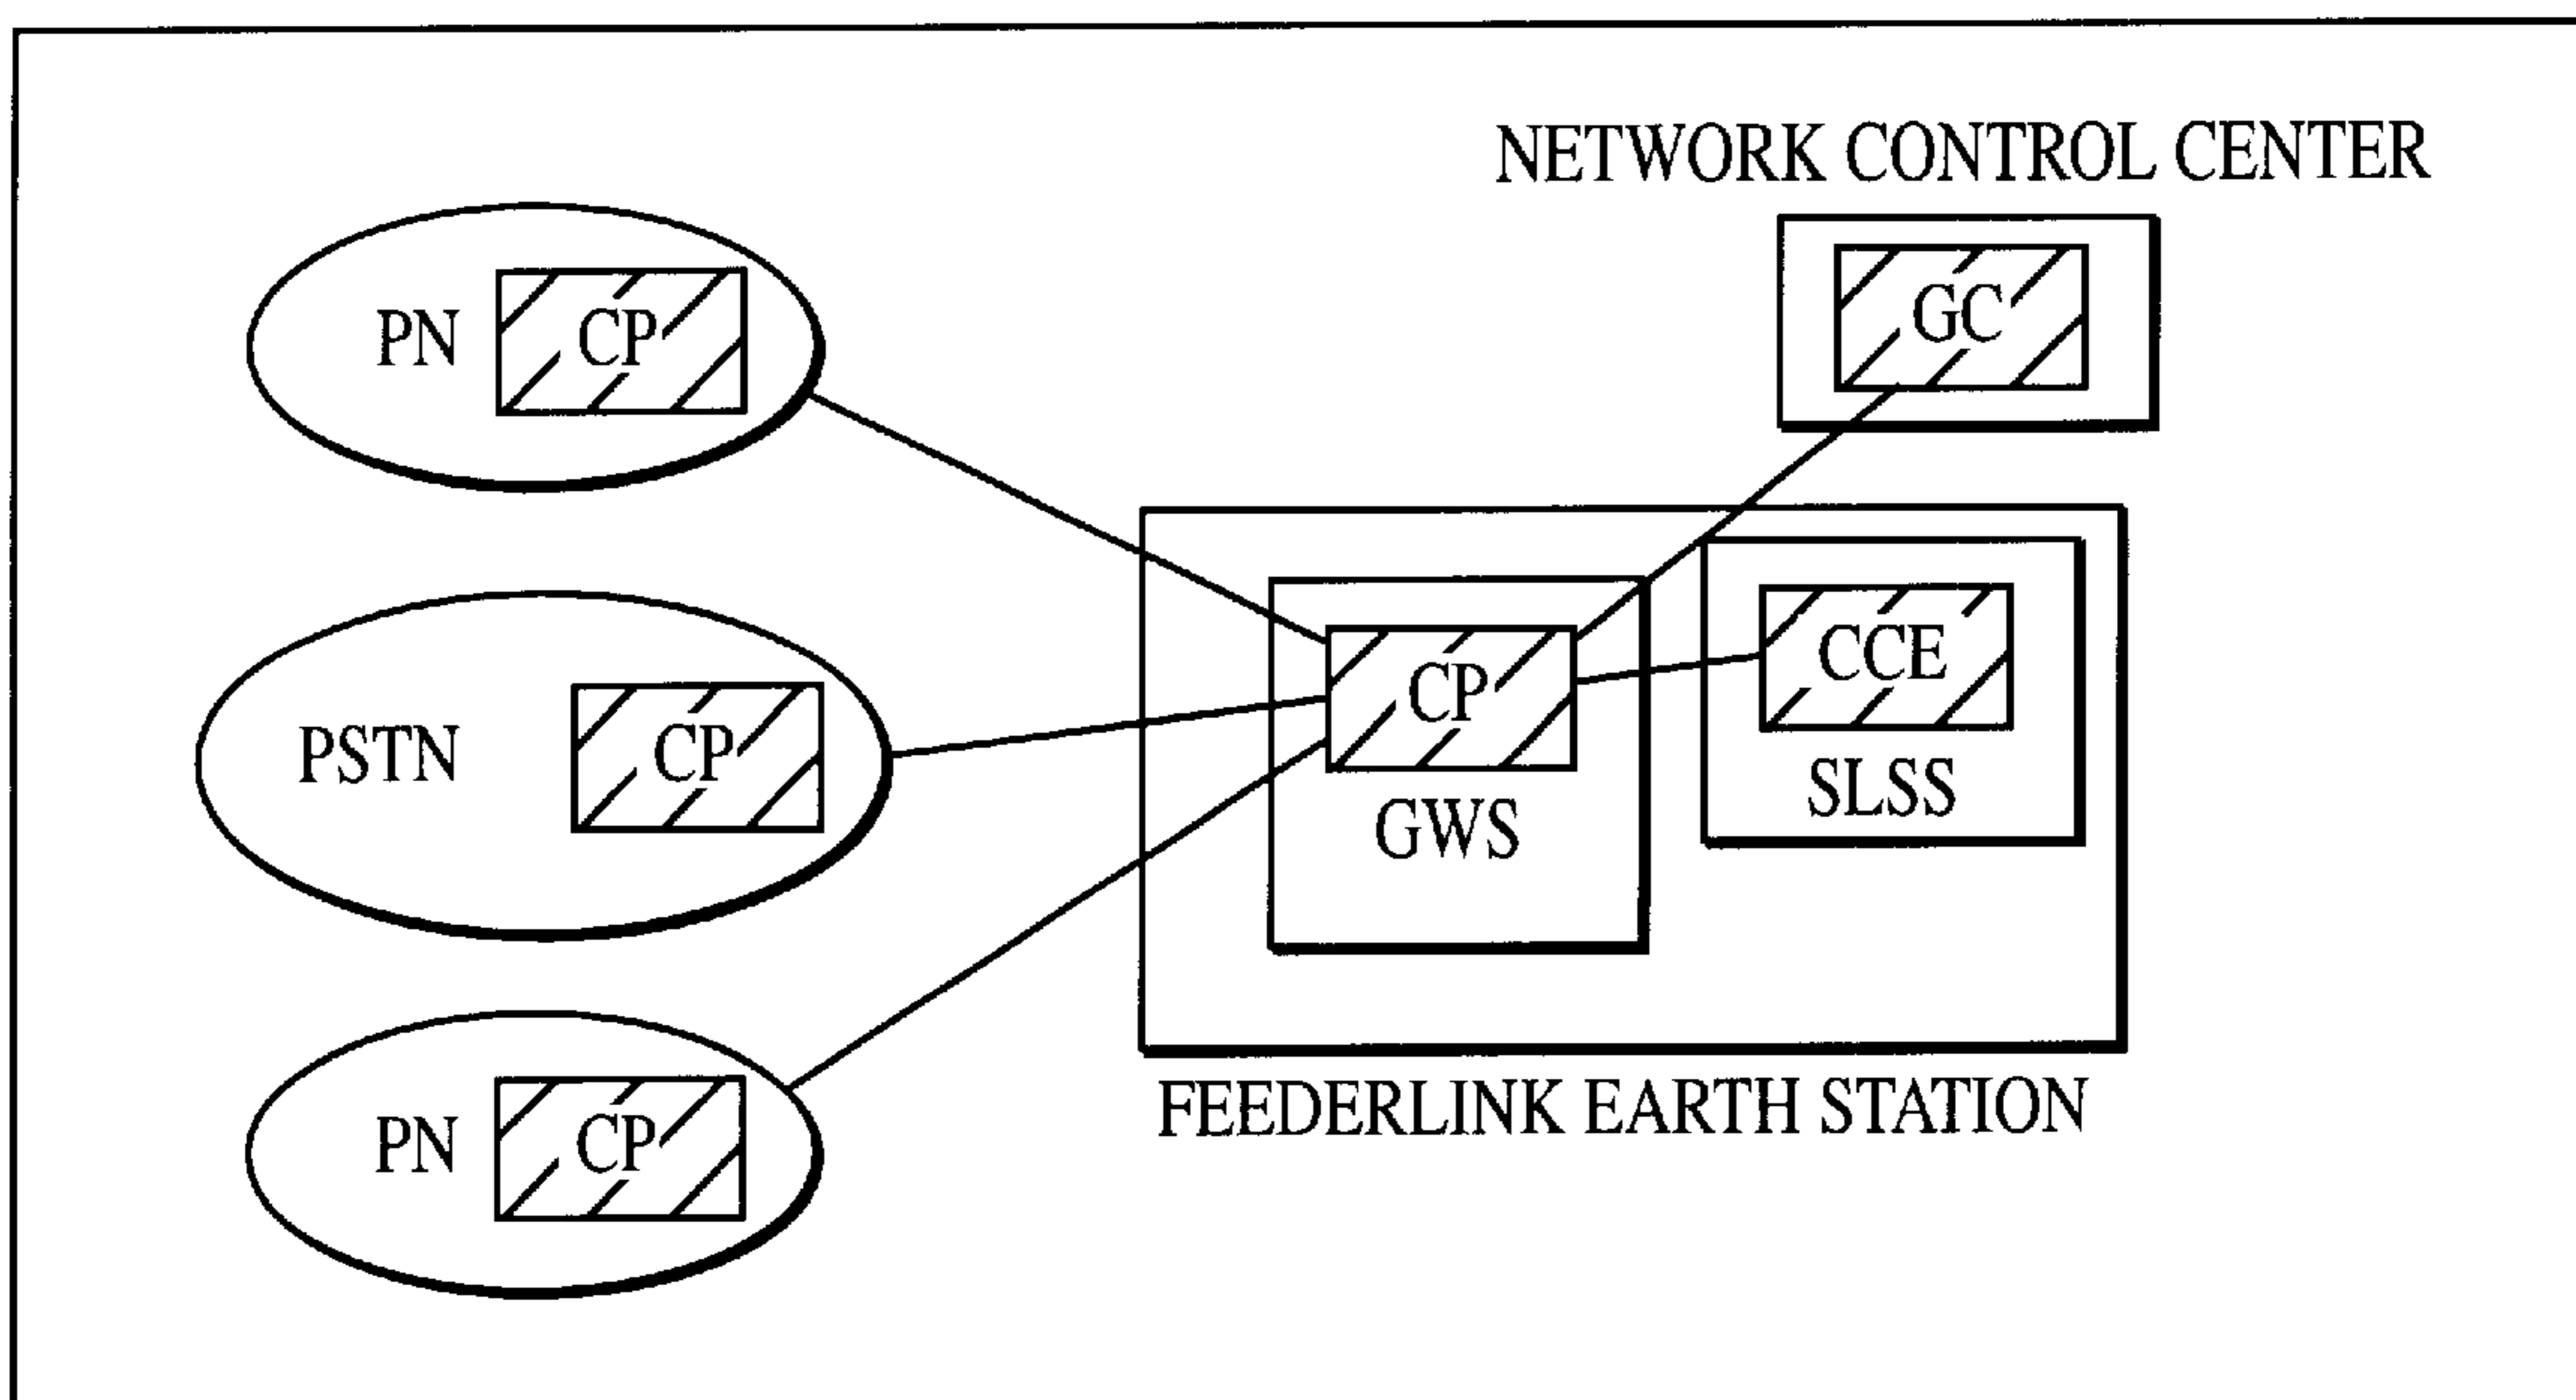 NETWORK CONTROL CENTER
GC
PN CP
PSTN CP
PN CP
CP
GWS
CCE
SLSS
FEEDERLINK EARTH STATION